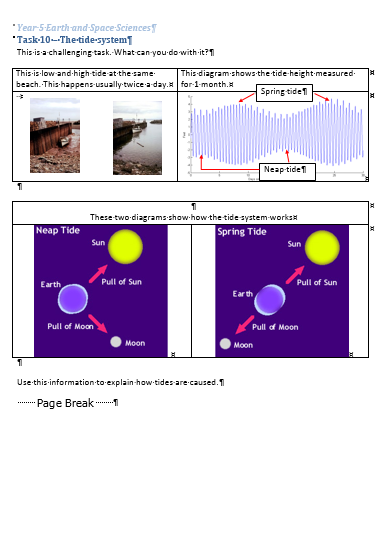 Year 5 Earth and Space Sciences¶
Task 10 – The tide system¶
This is a challenging task. What can you do with it?¶
This is low and high tide at the same beach. This happens usually twice a day.¤
This diagram shows the tide height measured for 1 month.¤
Spring tide¶
Neap tide¶
¶
¶
These two diagrams show how the tide system works¤
Neap Tide
Sun
Earth
Pull of Sun
Pull of Moon
Moon
Spring Tide
Sun
Earth
Pull of Sun
Pull of Moon
Moon
¶
Use this information to explain how tides are caused.¶
Page Break¶